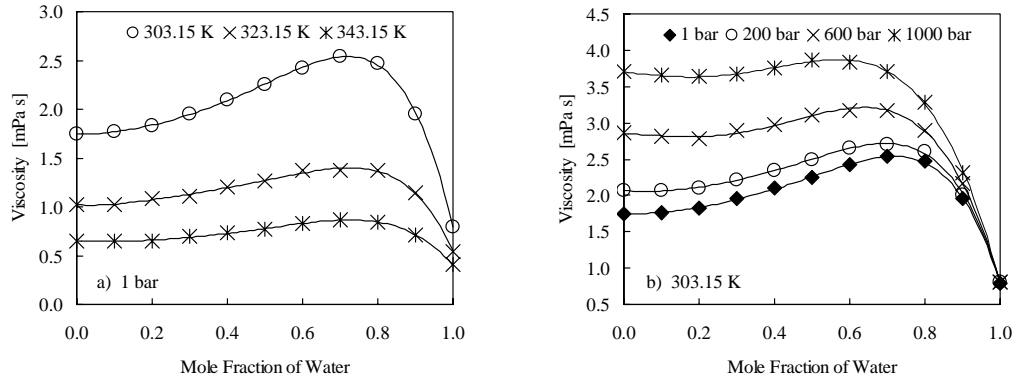 303.15 K 323.15 K 343.15 K
3.0
2.5
2.0
1.5
1.0
0.5
0.0
Viscosity [mPa s]
a) 1 bar
0.0 0.2 0.4 0.6 0.8 1.0
Mole Fraction of Water
1 bar 200 bar 600 bar 1000 bar
4.5
4.0
3.5
3.0
2.5
2.0
1.5
1.0
0.5
Viscosity [mPa s]
b) 303.15 K
0.0 0.2 0.4 0.6 0.8 1.0
Mole Fraction of Water